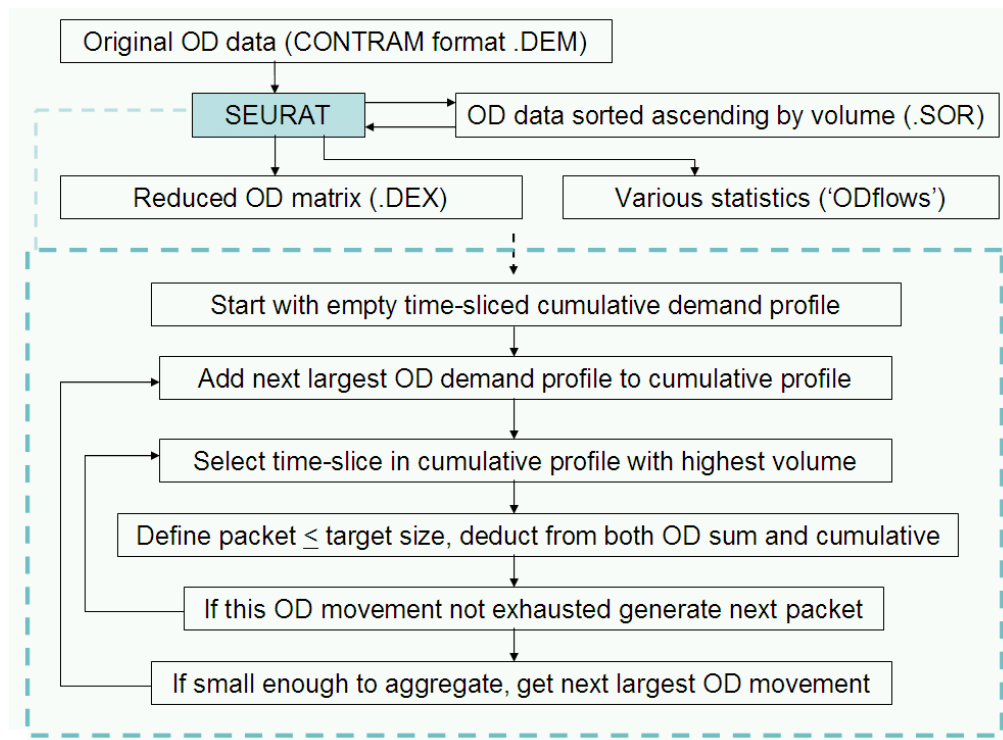 Original OD data (CONTRAM format .DEM)
SEURAT
OD data sorted ascending by volume (.SOR)
Reduced OD matrix (.DEX)
Various statistics (‘ODflows’)
Start with empty time-sliced cumulative demand profile
Add next largest OD demand profile to cumulative profile
Select time-slice in cumulative profile with highest volume
Define packet ≤ target size, deduct from both OD sum and cumulative
If this OD movement not exhausted generate next packet
If small enough to aggregate, get next largest OD movement